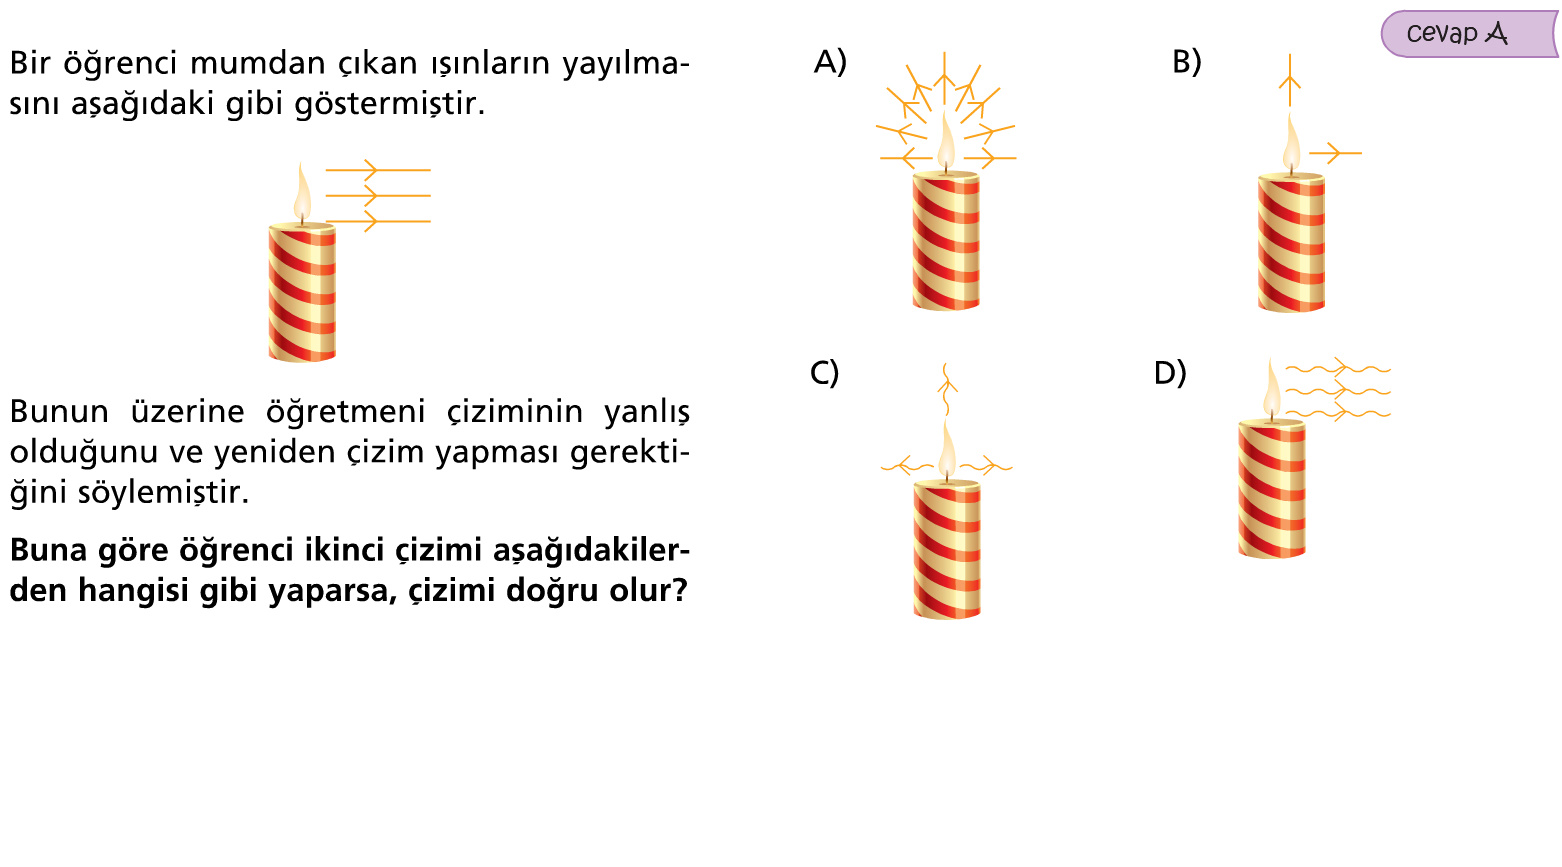 Bir öğrenci mumdan çıkan ışınların yayılma-
sını aşağıdaki gibi göstermiştir.
Bunun üzerine öğretmeni çiziminin yanlış
olduğunu ve yeniden çizim yapması gerekti-
ğini söylemiştir.
Buna göre öğrenci ikinci çizimi aşağıdakiler-
den hangisi gibi yaparsa, çizimi doğru olur?
A)
B)
C)
D)
cevap A